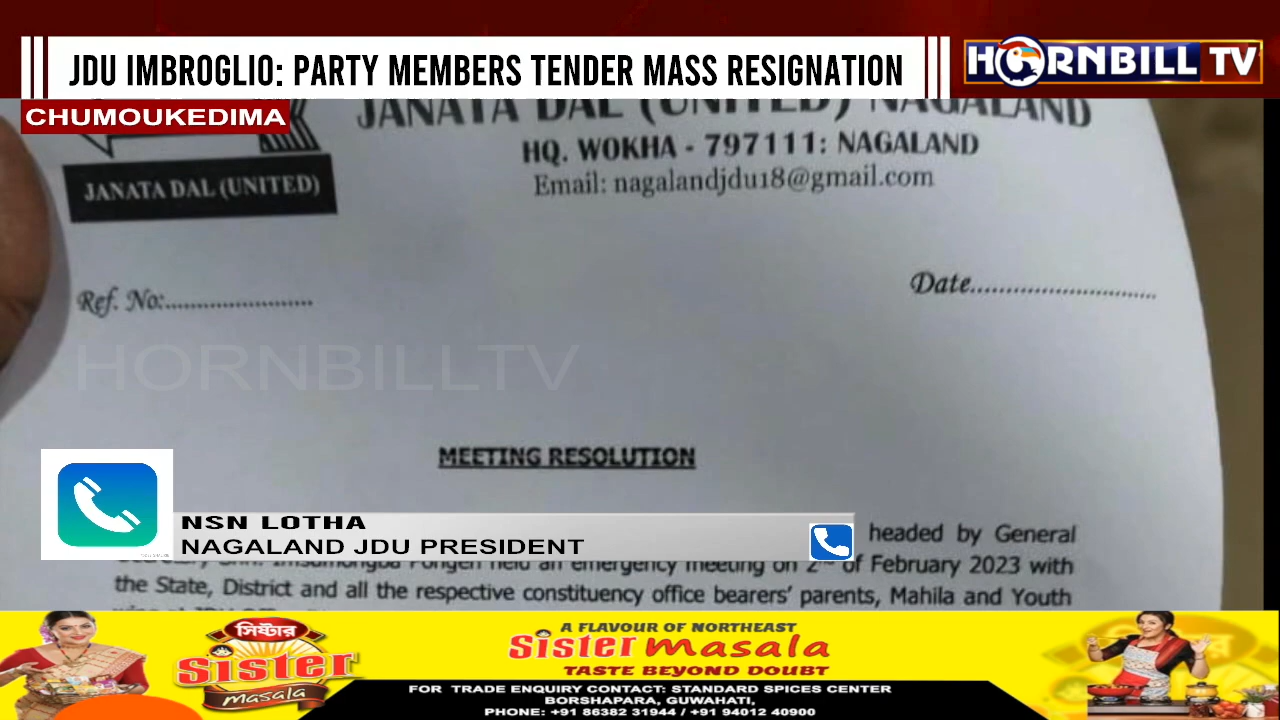 JDU IMBROGLIO: PARTY MEMBERS TENDER MASS RESIGNATION
HORNBILL TV
CHUMOUKEDIMA
JANATA DAL (UNITED) NAGALAND
HQ. WOKHA - 797111: NAGALAND
JANATA DAL (UNITED)
Email: nagalandjdu18@gmail.com
Ref. No:......................
Date...........................
HORNBILLTV
MEETING RESOLUTION
NSN LOTHA
NAGALAND JDU PRESIDENT
headed by General
held an emergency meeting on 2nd of February 2023 with
the State, District and all the respective constituency office bearers' parents, Mahila and Youth
সিষ্টাৰ
Sister
masala
A FLAVOUR OF NORTHEAST
Sister masala
TASTE BEYOND DOUBT
FOR TRADE ENQUIRY CONTACT: STANDARD SPICES CENTER
BORSHAPARA, GUWAHATI,
PHONE: +91 86382 31944 / +91 94012 40900